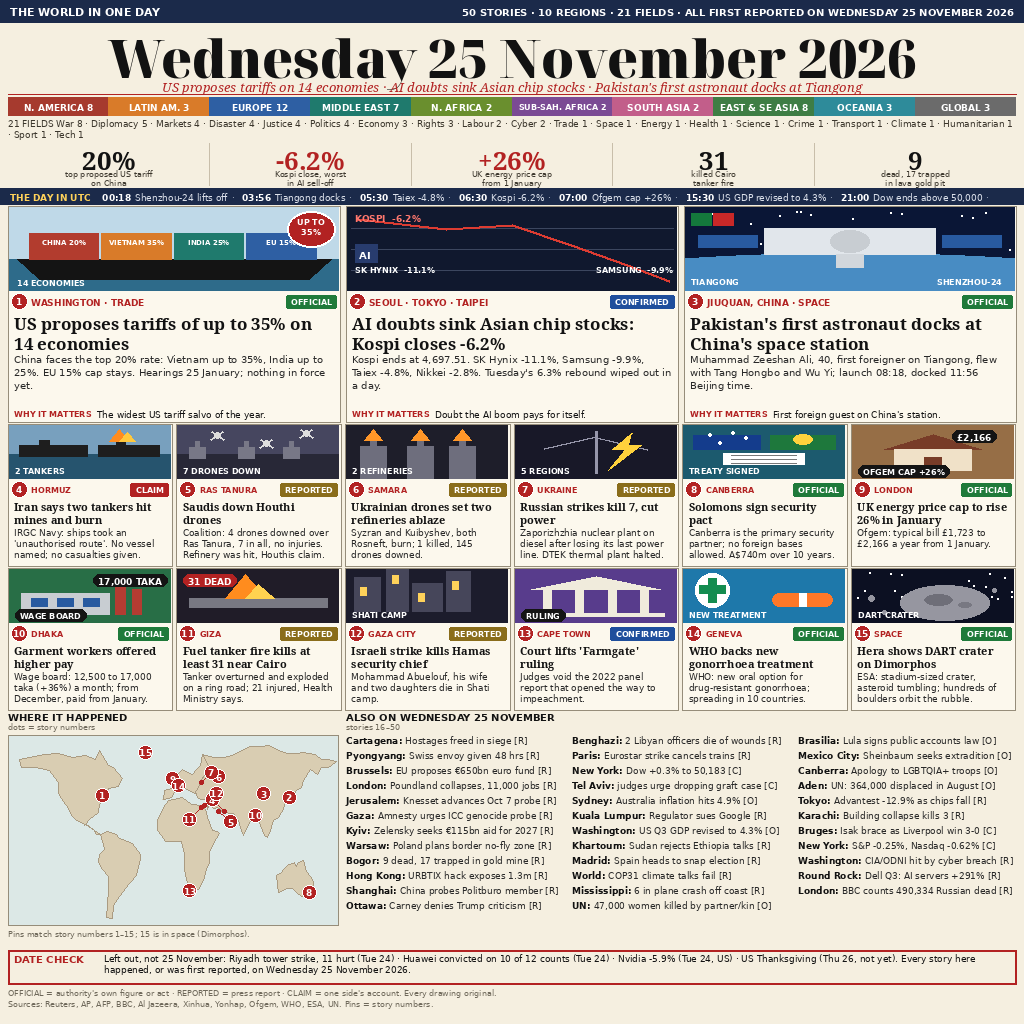 THE WORLD IN ONE DAY
50 STORIES · 10 REGIONS · 21 FIELDS · ALL FIRST REPORTED ON WEDNESDAY 25 NOVEMBER 2026
Wednesday 25 November 2026
US proposes tariffs on 14 economies · AI doubts sink Asian chip stocks · Pakistan's first astronaut docks at Tiangong
N. AMERICA 8
LATIN AM. 3
EUROPE 12
MIDDLE EAST 7
N. AFRICA 2
SUB-SAH. AFRICA 2
SOUTH ASIA 2
EAST & SE ASIA 8
OCEANIA 3
GLOBAL 3
21 FIELDS War 8 · Diplomacy 5 · Markets 4 · Disaster 4 · Justice 4 · Politics 4 · Economy 3 · Rights 3 · Labour 2 · Cyber 2 · Trade 1 · Space 1 · Energy 1 · Health 1 · Science 1 · Crime 1 · Transport 1 · Climate 1 · Humanitarian 1
· Sport 1 · Tech 1
20%
top proposed US tariff
on China
-6.2%
Kospi close, worst
in AI sell-off
+26%
UK energy price cap
from 1 January
31
killed Cairo
tanker fire
9
dead, 17 trapped
in lava gold pit
THE DAY IN UTC 00:18 Shenzhou-24 lifts off · 03:56 Tiangong docks · 05:30 Taiex -4.8% · 06:30 Kospi -6.2% · 07:00 Ofgem cap +26% · 15:30 US GDP revised to 4.3% · 21:00 Dow ends above 50,000 ·
CHINA 20%
VIETNAM 35%
INDIA 25%
EU 15%
UP TO
35%
14 ECONOMIES
1 WASHINGTON · TRADE
OFFICIAL
US proposes tariffs of up to 35% on
14 economies
China faces the top 20% rate: Vietnam up to 35%, India up to
25%. EU 15% cap stays. Hearings 25 January; nothing in force
yet.
WHY IT MATTERS The widest US tariff salvo of the year.
KOSPI -6.2%
AI
SK HYNIX -11.1%
SAMSUNG -9.9%
2 SEOUL · TOKYO · TAIPEI
CONFIRMED
AI doubts sink Asian chip stocks:
Kospi closes -6.2%
Kospi ends at 4,697.51. SK Hynix -11.1%, Samsung -9.9%,
Taiex -4.8%, Nikkei -2.8%. Tuesday's 6.3% rebound wiped out in
a day.
WHY IT MATTERS Doubt the AI boom pays for itself.
TIANGONG
SHENZHOU-24
3 JIUQUAN, CHINA · SPACE
OFFICIAL
Pakistan's first astronaut docks at
China's space station
Muhammad Zeeshan Ali, 40, first foreigner on Tiangong, flew
with Tang Hongbo and Wu Yi; launch 08:18, docked 11:56
Beijing time.
WHY IT MATTERS First foreign guest on China's station.
2 TANKERS
4 HORMUZ
CLAIM
Iran says two tankers hit
mines and burn
IRGC Navy: ships took an
'unauthorised route'. No vessel
named; no casualties given.
7 DRONES DOWN
5 RAS TANURA
REPORTED
Saudis down Houthi
drones
Coalition: 4 drones downed over
Ras Tanura, 7 in all, no injuries.
Refinery was hit, Houthis claim.
2 REFINERIES
6 SAMARA
REPORTED
Ukrainian drones set two
refineries ablaze
Syzran and Kuibyshev, both
Rosneft, burn; 1 killed, 145
drones downed.
5 REGIONS
7 UKRAINE
REPORTED
Russian strikes kill 7, cut
power
Zaporizhzhia nuclear plant on
diesel after losing its last power
line. DTEK thermal plant halted.
TREATY SIGNED
8 CANBERRA
OFFICIAL
Solomons sign security
pact
Canberra is the primary security
partner; no foreign bases
allowed. A$740m over 10 years.
£2,166
OFGEM CAP +26%
9 LONDON
OFFICIAL
UK energy price cap to rise
26% in January
Ofgem: typical bill £1,723 to
£2,166 a year from 1 January.
17,000 TAKA
WAGE BOARD
10 DHAKA
OFFICIAL
Garment workers offered
higher pay
Wage board: 12,500 to 17,000
taka (+36%) a month; from
December, paid from January.
31 DEAD
11 GIZA
REPORTED
Fuel tanker fire kills at
least 31 near Cairo
Tanker overturned and exploded
on a ring road; 21 injured, Health
Ministry says.
SHATI CAMP
12 GAZA CITY
REPORTED
Israeli strike kills Hamas
security chief
Mohammad Abuelouf, his wife
and two daughters die in Shati
camp.
RULING
13 CAPE TOWN
CONFIRMED
Court lifts 'Farmgate'
ruling
Judges void the 2022 panel
report that opened the way to
impeachment.
NEW TREATMENT
14 GENEVA
OFFICIAL
WHO backs new
gonorrhoea treatment
WHO: new oral option for
drug-resistant gonorrhoea;
spreading in 10 countries.
DART CRATER
15 SPACE
OFFICIAL
Hera shows DART crater
on Dimorphos
ESA: stadium-sized crater,
asteroid tumbling; hundreds of
boulders orbit the rubble.
WHERE IT HAPPENED
dots = story numbers
15
9
14
7
6
12
1
3
2
11
5
10
13
8
Pins match story numbers 1–15; 15 is in space (Dimorphos).
ALSO ON WEDNESDAY 25 NOVEMBER
stories 16–50
Cartagena: Hostages freed in siege [R]
Pyongyang: Swiss envoy given 48 hrs [R]
Brussels: EU proposes €650bn euro fund [R]
London: Poundland collapses, 11,000 jobs [R]
Jerusalem: Knesset advances Oct 7 probe [R]
Gaza: Amnesty urges ICC genocide probe [R]
Kyiv: Zelensky seeks €115bn aid for 2027 [R]
Warsaw: Poland plans border no-fly zone [R]
Bogor: 9 dead, 17 trapped in gold mine [R]
Hong Kong: URBTIX hack exposes 1.3m [R]
Shanghai: China probes Politburo member [R]
Ottawa: Carney denies Trump criticism [R]
Benghazi: 2 Libyan officers die of wounds [R]
Paris: Eurostar strike cancels trains [R]
New York: Dow +0.3% to 50,183 [C]
Tel Aviv: judges urge dropping graft case [C]
Sydney: Australia inflation hits 4.9% [O]
Kuala Lumpur: Regulator sues Google [R]
Washington: US Q3 GDP revised to 4.3% [O]
Khartoum: Sudan rejects Ethiopia talks [R]
Madrid: Spain heads to snap election [R]
World: COP31 climate talks fail [R]
Mississippi: 6 in plane crash off coast [R]
UN: 47,000 women killed by partner/kin [O]
Brasilia: Lula signs public accounts law [O]
Mexico City: Sheinbaum seeks extradition [O]
Canberra: Apology to LGBTQIA+ troops [O]
Aden: UN: 364,000 displaced in August [O]
Tokyo: Advantest -12.9% as chips fall [R]
Karachi: Building collapse kills 3 [R]
Bruges: Isak brace as Liverpool win 3-0 [C]
New York: S&P -0.25%, Nasdaq -0.62% [C]
Washington: CIA/ODNI hit by cyber breach [R]
Round Rock: Dell Q3: AI servers +291% [R]
London: BBC counts 490,334 Russian dead [R]
DATE CHECK
Left out, not 25 November: Riyadh tower strike, 11 hurt (Tue 24) · Huawei convicted on 10 of 12 counts (Tue 24) · Nvidia -5.9% (Tue 24, US) · US Thanksgiving (Thu 26, not yet). Every story here
happened, or was first reported, on Wednesday 25 November 2026.
OFFICIAL = authority's own figure or act · REPORTED = press report · CLAIM = one side's account. Every drawing original.
Sources: Reuters, AP, AFP, BBC, Al Jazeera, Xinhua, Yonhap, Ofgem, WHO, ESA, UN. Pins = story numbers.